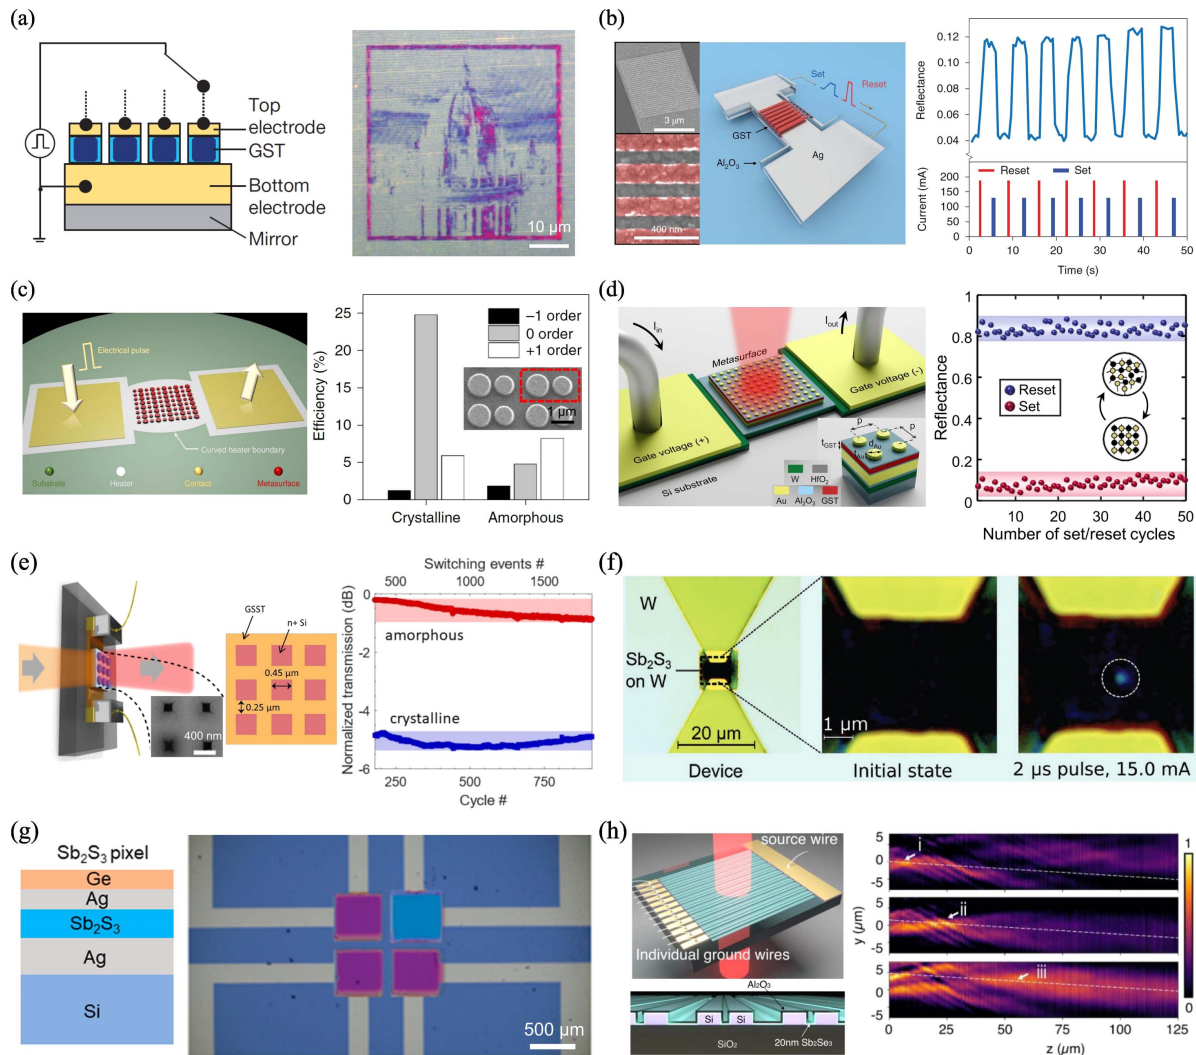 (a)
Top
electrode
GST
Bottom
electrode
Mirror
10 μm
(b)
3 μm
400 nm
Set
Reset
GST
Al₂O₃
Ag
Reflectance
0.12
0.08
0.04
Reset
Set
Current (mA)
200
150
100
50
0
0 10 20 30 40 50
Time (s)
(c)
Electrical pulse
Curved heater boundary
Substrate
Heater
Contact
Metasurface
Efficiency (%)
25
20
15
10
5
0
–1 order
0 order
+1 order
1 μm
Crystalline
Amorphous
(d)
I_in
I_out
Metasurface
Gate voltage (-)
Gate voltage (+)
Si substrate
p
p
t_GST
d_Au
t_Au
W
HfO₂
Au
Al₂O₃
GST
Reflectance
1
0.8
0.6
0.4
0.2
0
Reset
Set
10 20 30 40 50
Number of set/reset cycles
(e)
400 nm
GSST
n+ Si
0.45 μm
0.25 μm
Switching events #
500 1000 1500
Normalized transmission (dB)
0
-2
-4
-6
amorphous
crystalline
250 500 750
Cycle #
(f)
W
Sb₂S₃
on W
20 μm
Device
1 μm
Initial state
2 μs pulse, 15.0 mA
(g)
Sb₂S₃ pixel
Ge
Ag
Sb₂S₃
Ag
Si
500 μm
(h)
source wire
Individual ground wires
Al₂O₃
Si
Si
20nm Sb₂Se₃
SiO₂
y (μm)
5
0
-5
i
5
0
-5
ii
5
0
-5
iii
0 25 50 75 100 125
z (μm)
1
0